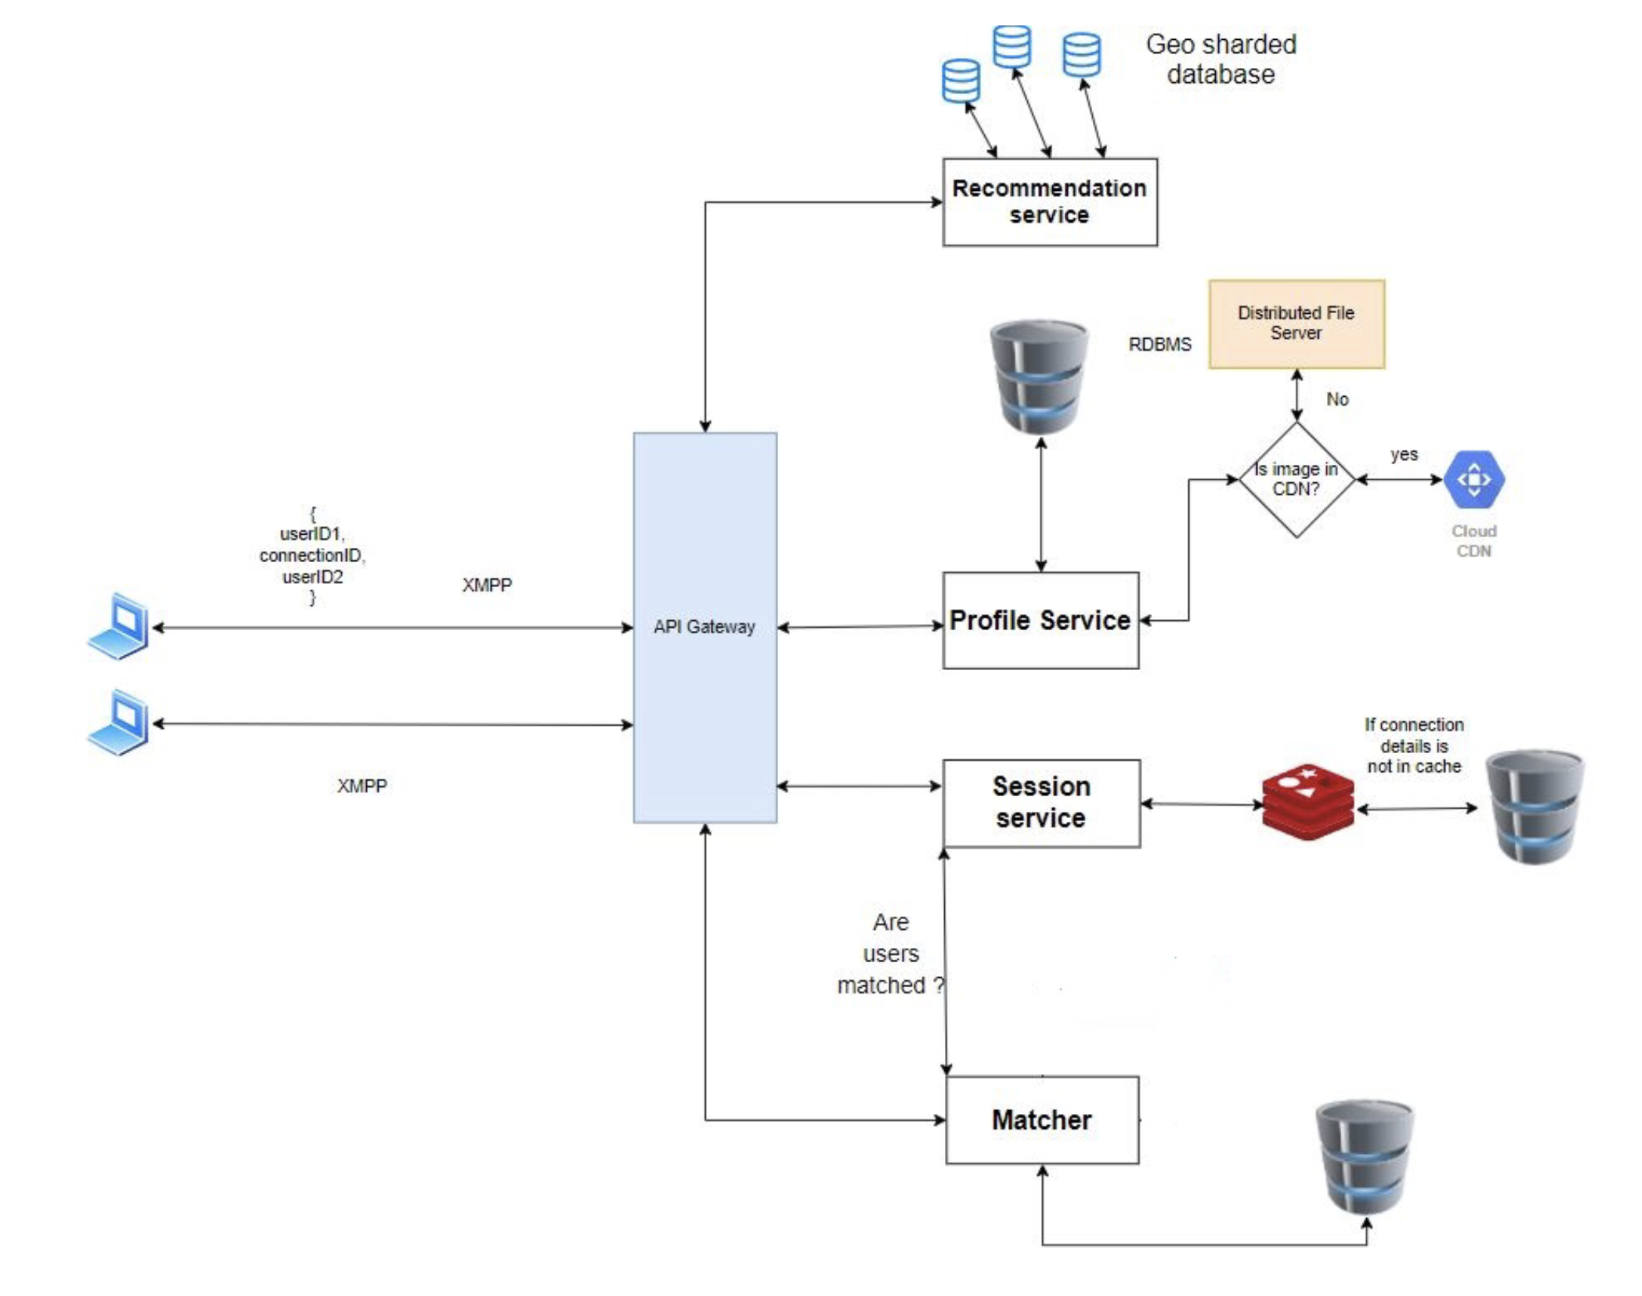 Geo sharded
database
Recommendation
service
Distributed File
Server
RDBMS
No
Is image in
CDN?
yes
Cloud
CDN
{
userID1,
connectionID,
userID2
}
XMPP
API Gateway
Profile Service
XMPP
Session
service
If connection
details is
not in cache
Are
users
matched ?
Matcher